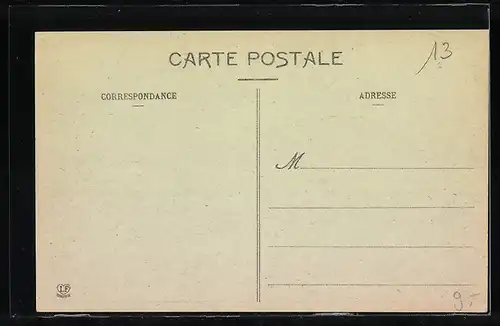 CARTE POSTALE
13
CORRESPONDANCE
ADRESSE
M
9.-